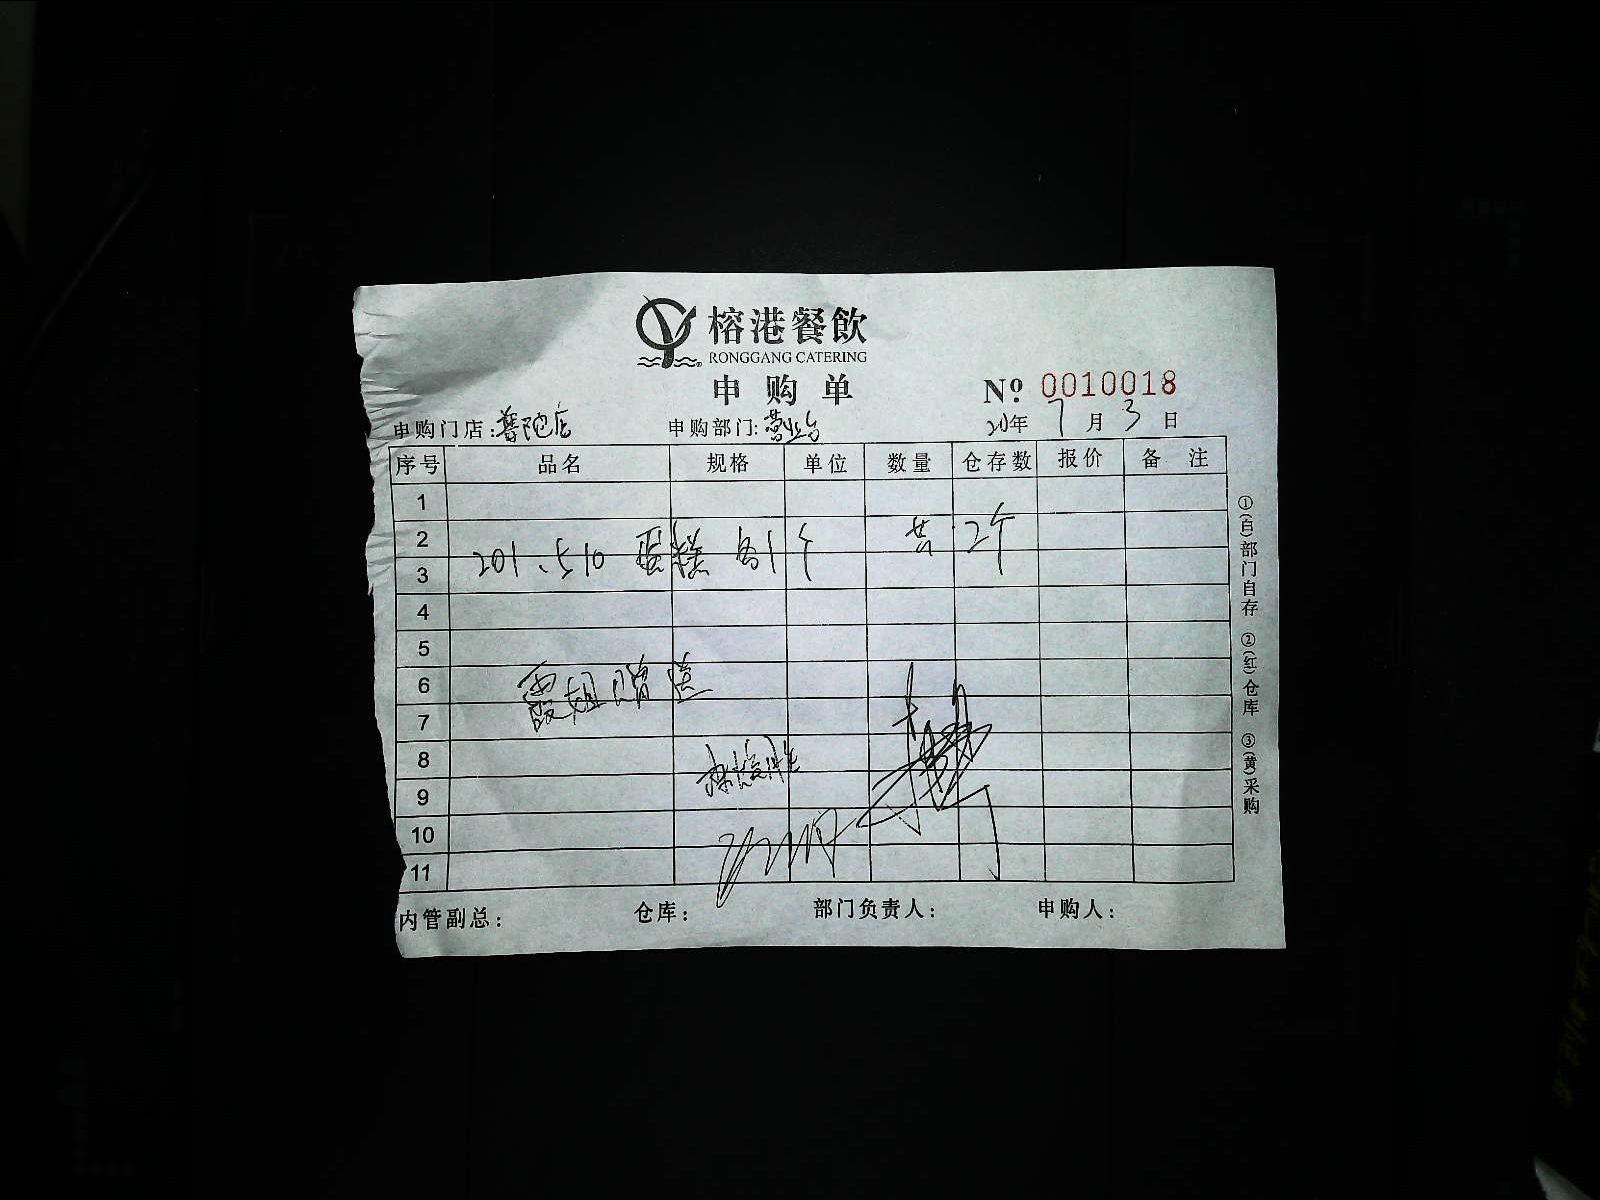 榕港餐飲
RONGGANG CATERING
申购单
№ 0010018
申购门店：普陀店 申购部门：营业台 20年7月3日
序号 品名 规格 单位 数量 仓存数 报价 备注
1
2
201、510 蛋糕各1个 共2个
3
4
5
6
霞姐赠送
7
8
9
10
11
内管副总： 仓库： 部门负责人： 申购人：
①(白)部门自存 ②(红)仓库 ③(黄)采购